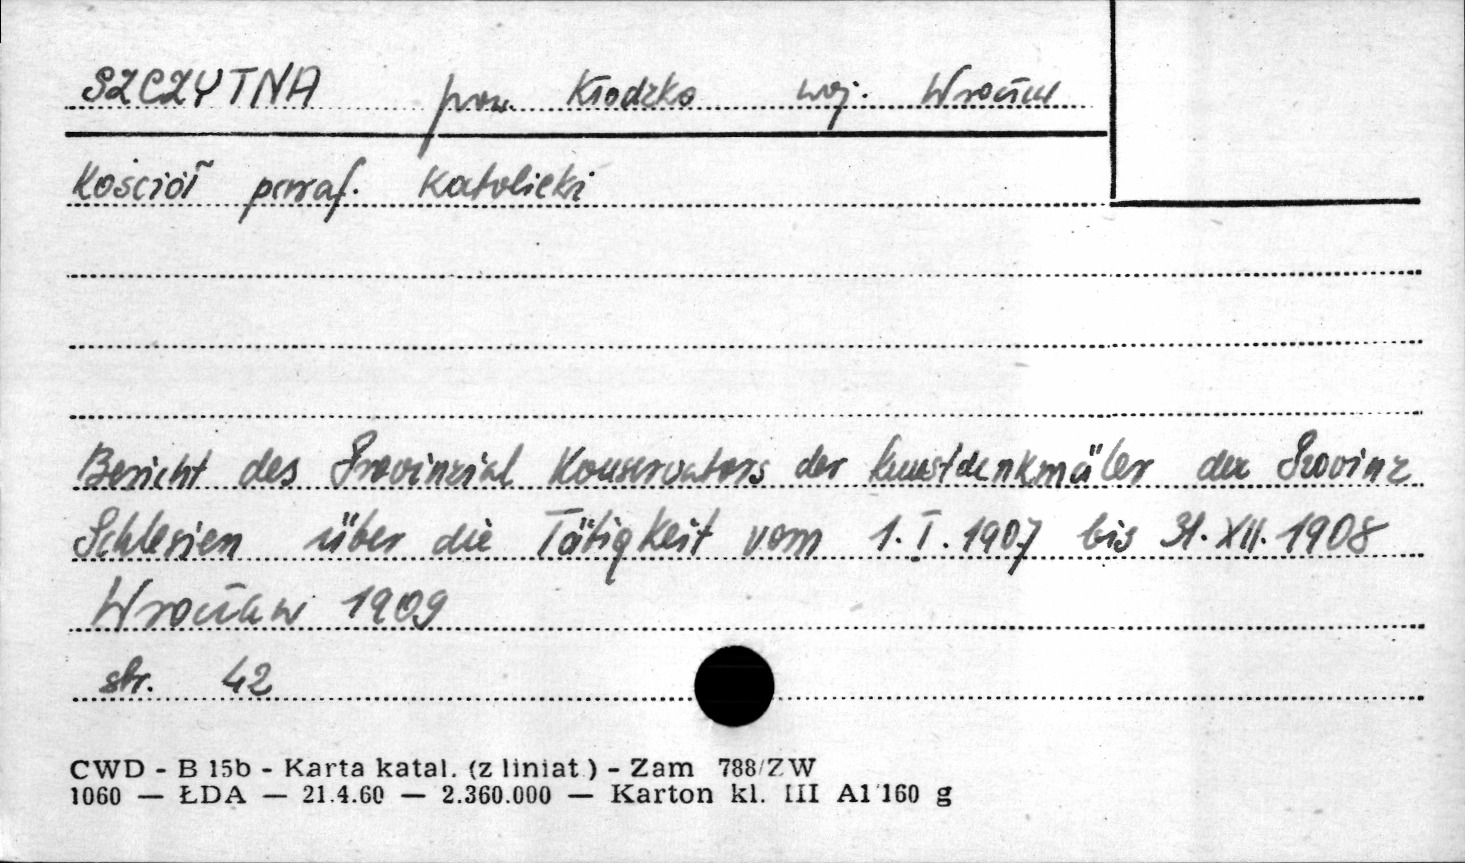 SZCZYTNA pow. Kłodzko woj. Wrocław
Kościół paraf. Katolicki
Bericht des Provinzial Konservators der Kunstdenkmäler der Provinz
Schlesien über die Tätigkeit vom 1.I.1907 bis 31.XII.1908
Wrocław 1909
str. 42
CWD - B 15b - Karta katal. (z liniat.) - Zam 788/ZW
1060 — ŁDA — 21.4.60 — 2.360.000 — Karton kl. III A1 160 g